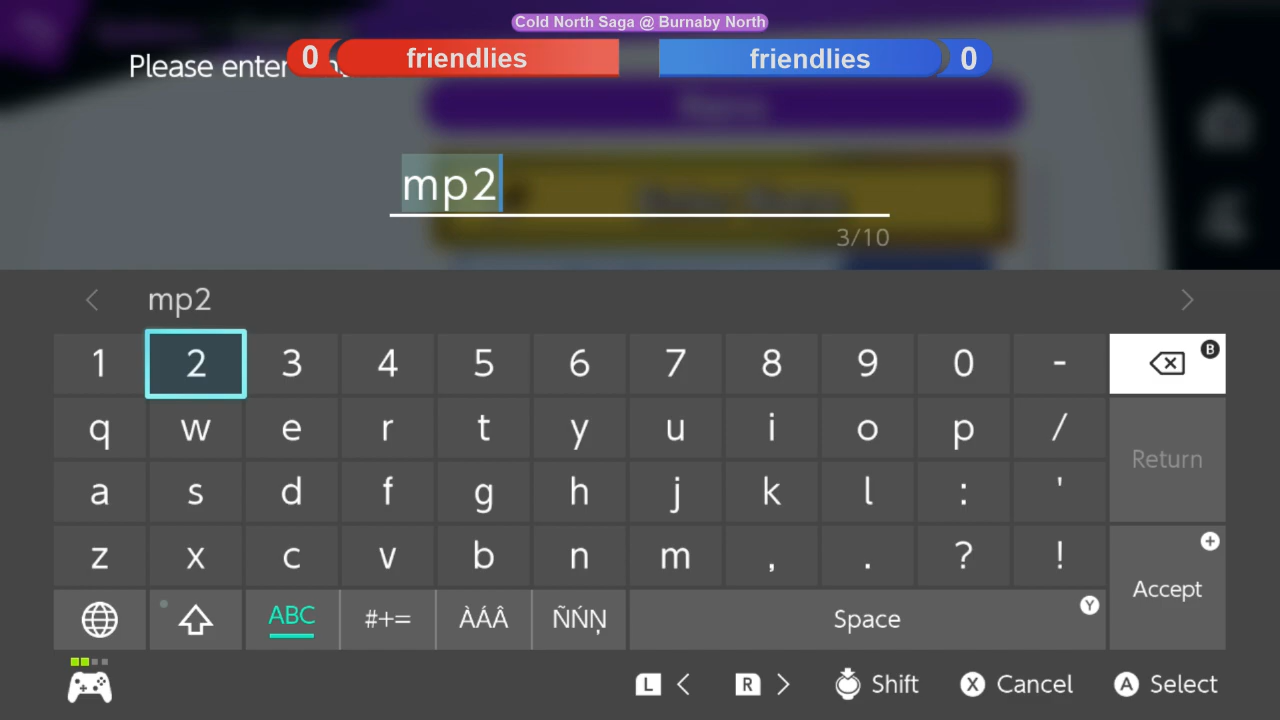 Cold North Saga @ Burnaby North
Please enter
0 friendlies friendlies 0
mp2
3/10
mp2
1 2 3 4 5 6 7 8 9 0 -
q w e r t y u i o p /
Return
a s d f g h j k l : '
z x c v b n m , . ? !
Accept
ABC #+= ÀÁÂ ÑŃŅ Space
L R Shift X Cancel A Select
B
+
Y